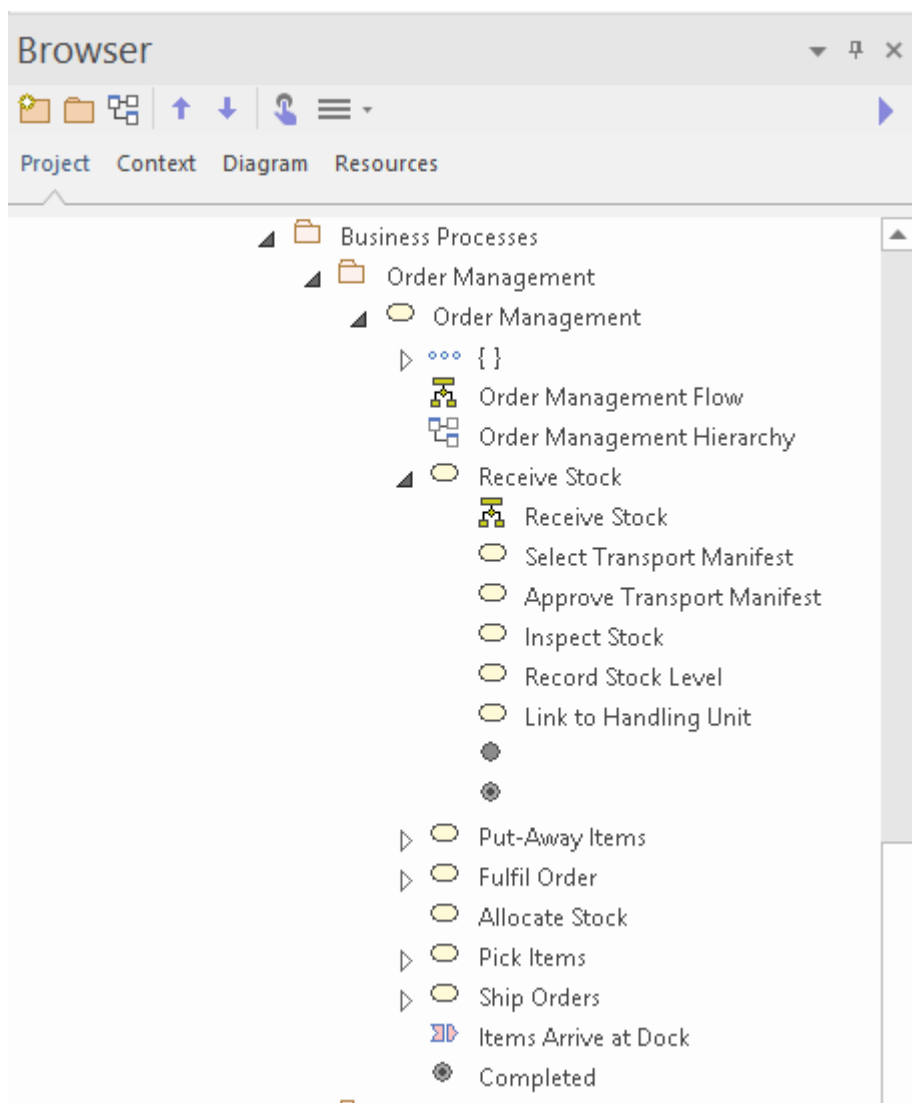 Browser
Project Context Diagram Resources
Business Processes
Order Management
Order Management
{ }
Order Management Flow
Order Management Hierarchy
Receive Stock
Receive Stock
Select Transport Manifest
Approve Transport Manifest
Inspect Stock
Record Stock Level
Link to Handling Unit
Put-Away Items
Fulfil Order
Allocate Stock
Pick Items
Ship Orders
Items Arrive at Dock
Completed